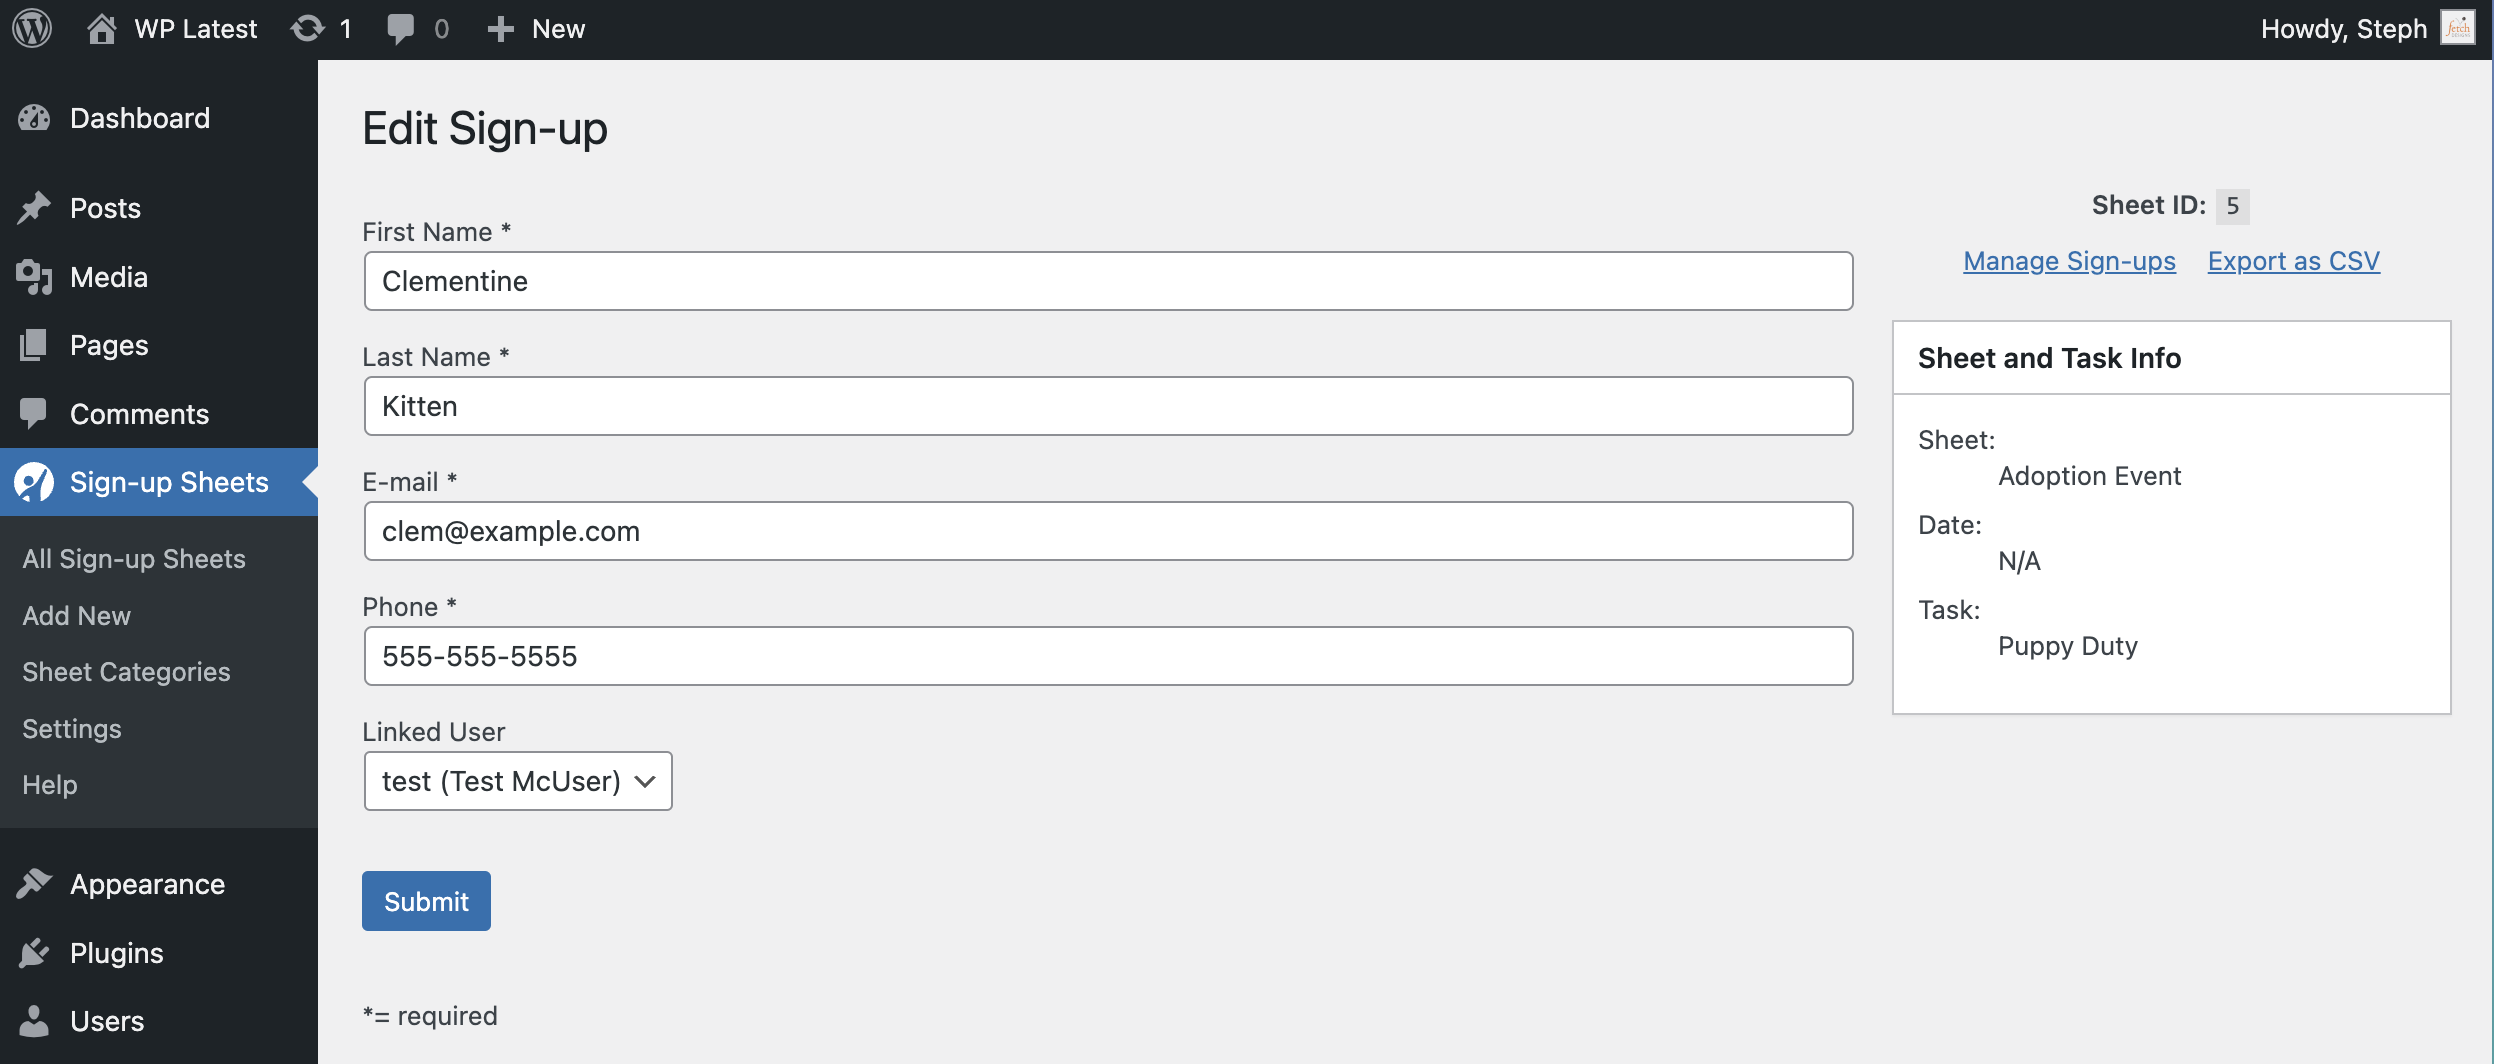 WP Latest 1 0 New Howdy, Steph
fetch
Dashboard
Posts
Media
Pages
Comments
Sign-up Sheets
All Sign-up Sheets
Add New
Sheet Categories
Settings
Help
Appearance
Plugins
Users
Edit Sign-up
First Name *
Clementine
Last Name *
Kitten
E-mail *
clem@example.com
Phone *
555-555-5555
Linked User
test (Test McUser)
Submit
*= required
Sheet ID: 5
Manage Sign-ups Export as CSV
Sheet and Task Info
Sheet:
Adoption Event
Date:
N/A
Task:
Puppy Duty